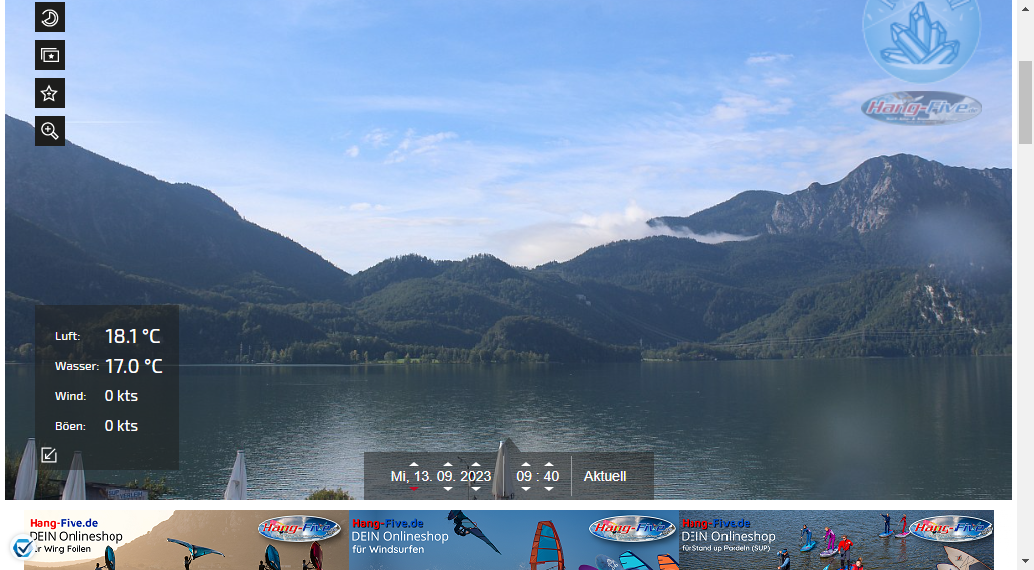 Hang-Five.de
Luft: 18.1 °C
Wasser: 17.0 °C
Wind: 0 kts
Böen: 0 kts
Mi, 13. 09. 2023 09 : 40 Aktuell
Hang-Five.de
DEIN Onlineshop
für Wing Foilen
Hang-Five
Hang-Five.de
DEIN Onlineshop
für Windsurfen
Hang-Five
Hang-Five.de
DEIN Onlineshop
für Stand up Paddeln (SUP)
Hang-Five